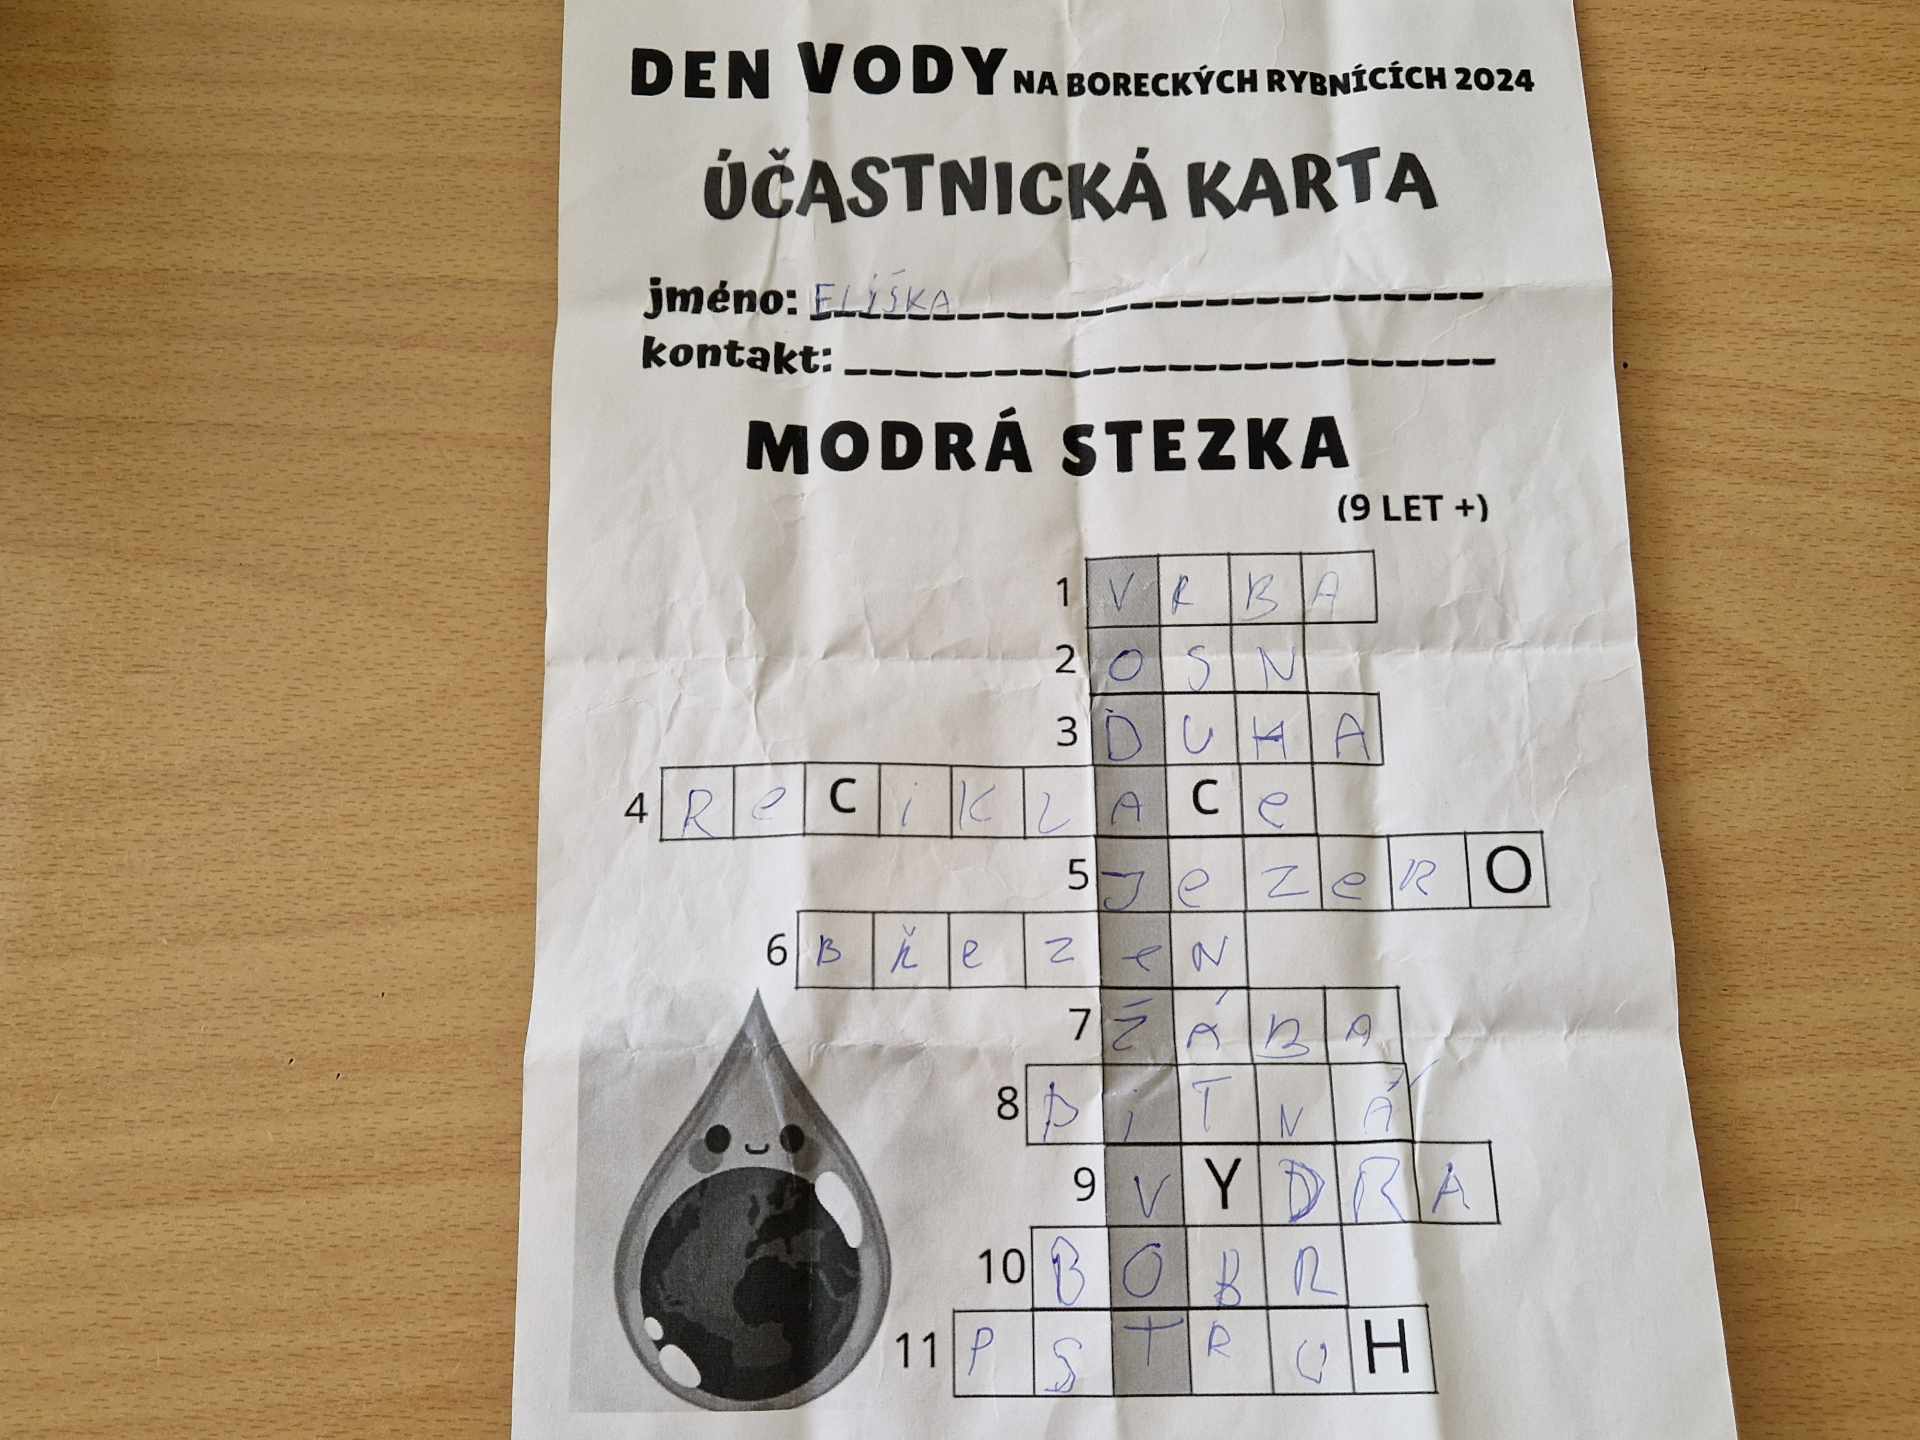 DEN VODY NA BORECKÝCH RYBNÍCÍCH 2024
ÚČASTNICKÁ KARTA
jméno: ELIŠKA
kontakt:
MODRÁ STEZKA
(9 LET +)
1 VRBA
2 OSN
3 DUHA
4 ReCiKLACe
5 JeZeRO
6 BŘeZeN
7 ŽÁBA
8 PiTNÁ
9 VYDRA
10 BOBR
11 PSTRUH